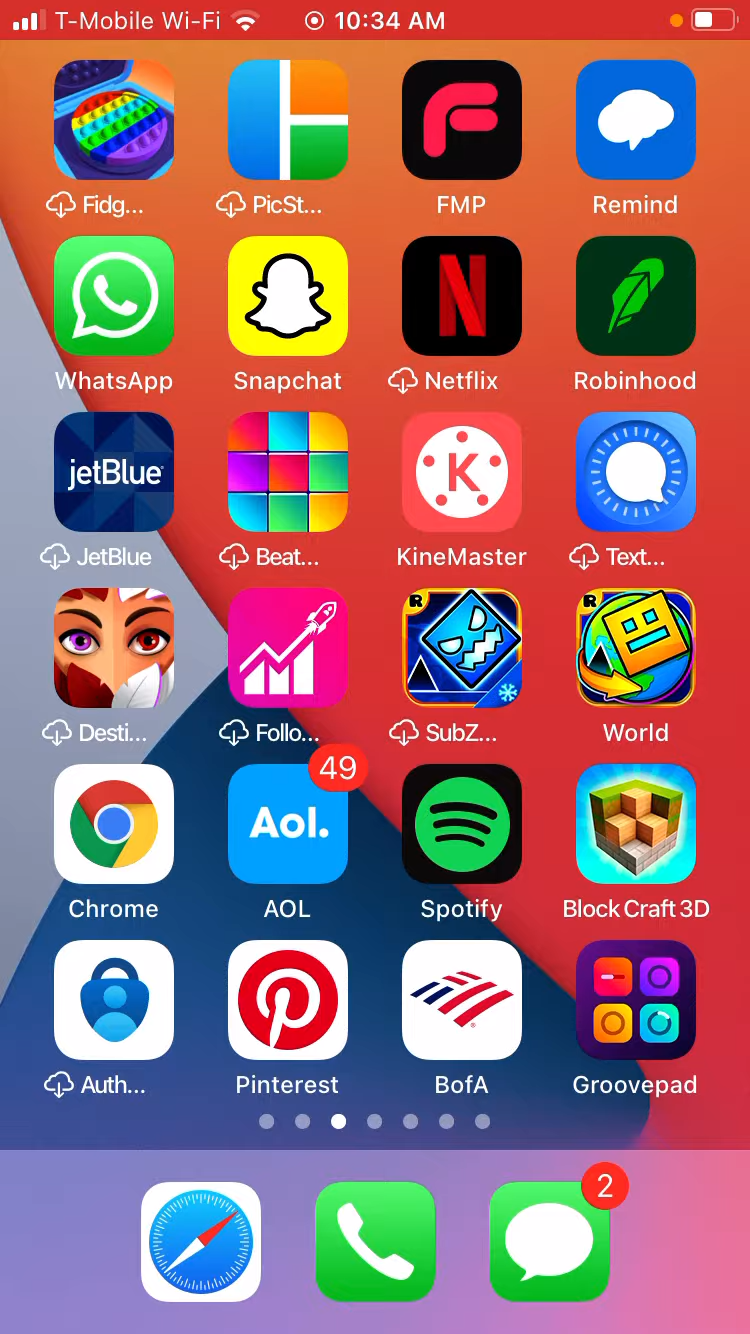 T-Mobile Wi-Fi 10:34 AM
Fidg... PicSt... FMP Remind
WhatsApp Snapchat Netflix Robinhood
jetBlue
K
JetBlue Beat... KineMaster Text...
R R
Desti... Follo... SubZ... World
49
Aol.
Chrome AOL Spotify Block Craft 3D
Auth... Pinterest BofA Groovepad
2